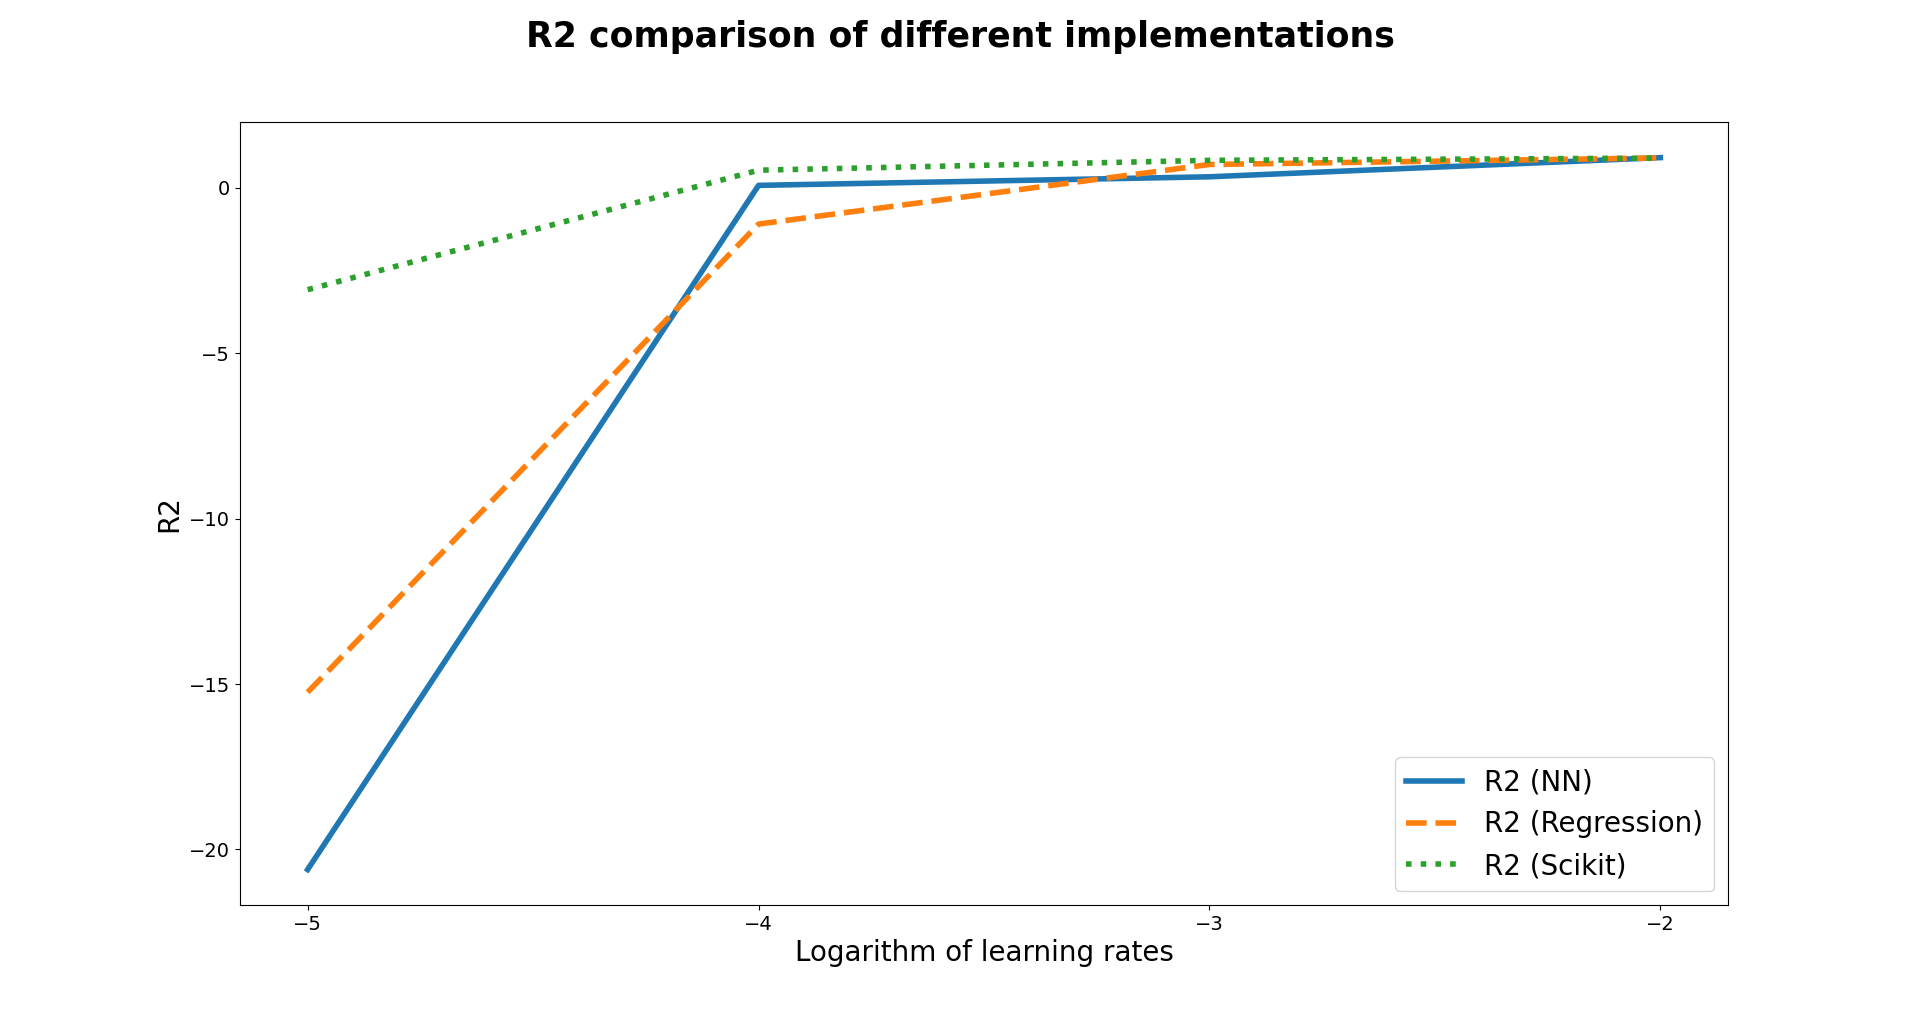 R2 comparison of different implementations
R2
0
−5
−10
−15
−20
−5
−4
−3
−2
Logarithm of learning rates
R2 (NN)
R2 (Regression)
R2 (Scikit)